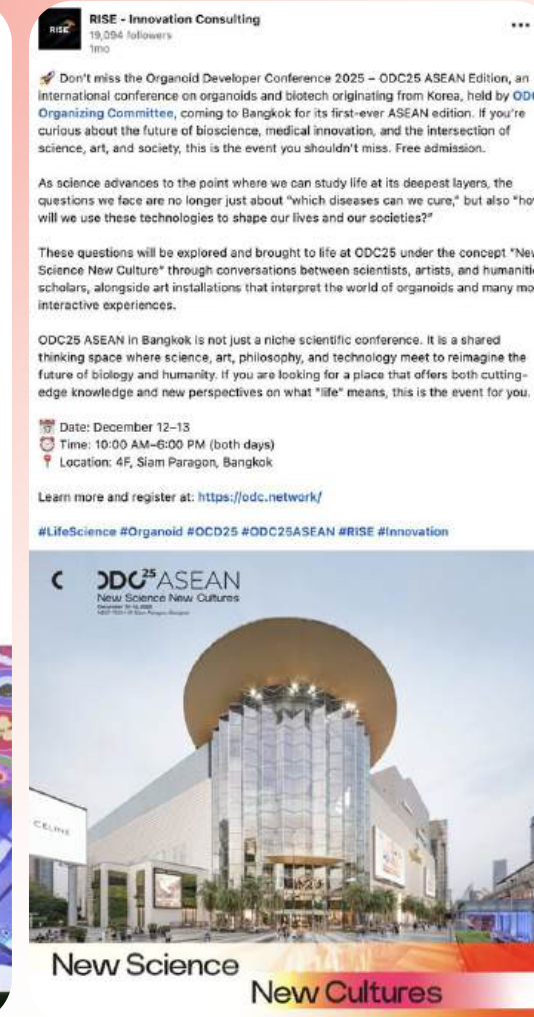 RISE
RISE - Innovation Consulting
19,094 followers
1mo
🚀 Don't miss the Organoid Developer Conference 2025 – ODC25 ASEAN Edition, an
international conference on organoids and biotech originating from Korea, held by
Organizing Committee, coming to Bangkok for its first-ever ASEAN edition. If you're
curious about the future of bioscience, medical innovation, and the intersection of
science, art, and society, this is the event you shouldn't miss. Free admission.
As science advances to the point where we can study life at its deepest layers, the
questions we face are no longer just about "which diseases can we cure," but also
will we use these technologies to shape our lives and our societies?"
These questions will be explored and brought to life at ODC25 under the concept
Science New Culture" through conversations between scientists, artists, and
scholars, alongside art installations that interpret the world of organoids and many
interactive experiences.
ODC25 ASEAN in Bangkok is not just a niche scientific conference. It is a shared
thinking space where science, art, philosophy, and technology meet to reimagine the
future of biology and humanity. If you are looking for a place that offers both cutting-
edge knowledge and new perspectives on what "life" means, this is the event for you.
📅 Date: December 12–13
⏰ Time: 10:00 AM–6:00 PM (both days)
📍 Location: 4F, Siam Paragon, Bangkok
Learn more and register at: https://odc.network/
#LifeScience #Organoid #OCD25 #ODC25ASEAN #RISE #Innovation
ODC25 ASEAN
New Science New Cultures
CELINE
New Science
New Cultures